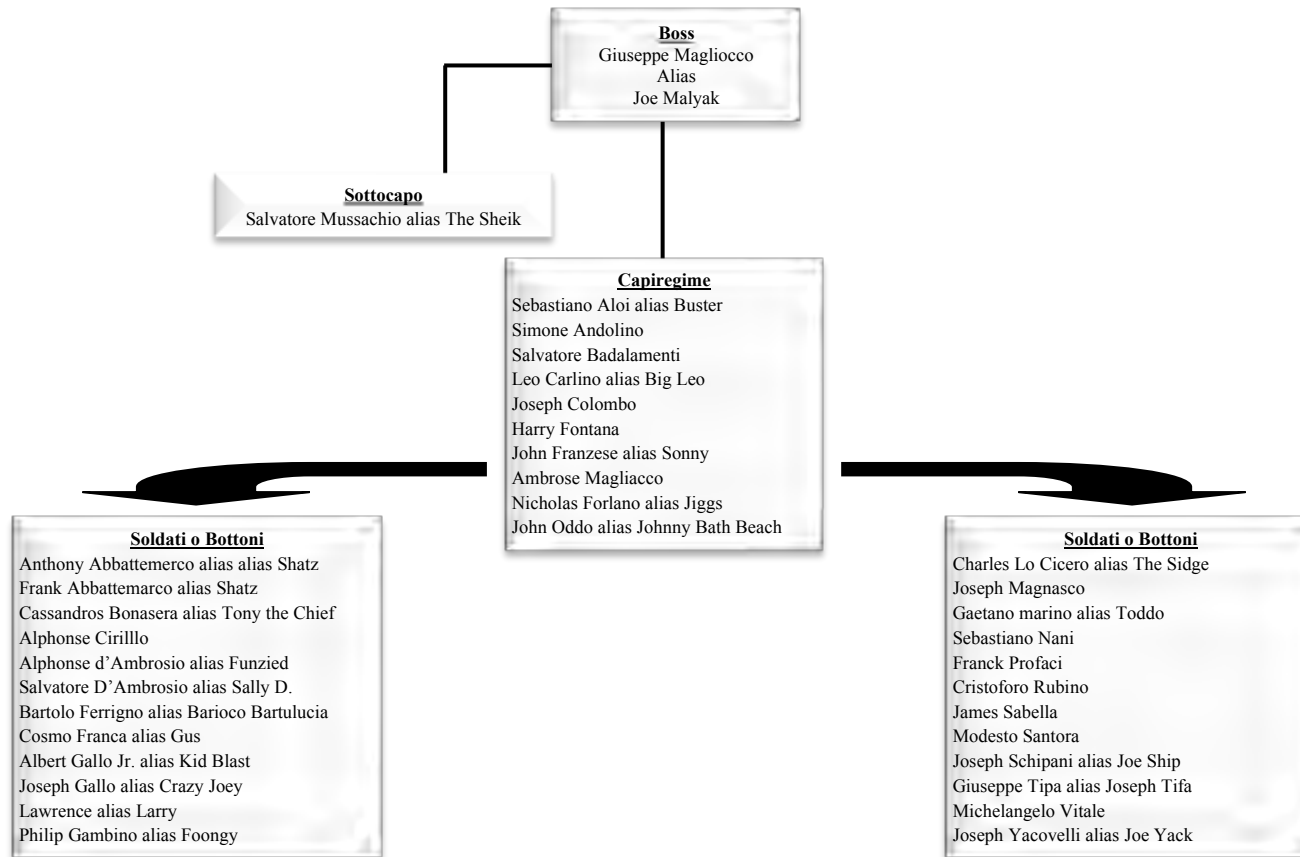 Boss
Giuseppe Magliocco
Alias
Joe Malyak
Sottocapo
Salvatore Mussachio alias The Sheik
Capiregime
Sebastiano Aloi alias Buster
Simone Andolino
Salvatore Badalamenti
Leo Carlino alias Big Leo
Joseph Colombo
Harry Fontana
John Franzese alias Sonny
Ambrose Magliacco
Nicholas Forlano alias Jiggs
John Oddo alias Johnny Bath Beach
Soldati o Bottoni
Anthony Abbattemerco alias alias Shatz
Frank Abbattemarco alias Shatz
Cassandros Bonasera alias Tony the Chief
Alphonse Cirilllo
Alphonse d’Ambrosio alias Funzied
Salvatore D’Ambrosio alias Sally D.
Bartolo Ferrigno alias Barioco Bartulucia
Cosmo Franca alias Gus
Albert Gallo Jr. alias Kid Blast
Joseph Gallo alias Crazy Joey
Lawrence alias Larry
Philip Gambino alias Foongy
Soldati o Bottoni
Charles Lo Cicero alias The Sidge
Joseph Magnasco
Gaetano marino alias Toddo
Sebastiano Nani
Franck Profaci
Cristoforo Rubino
James Sabella
Modesto Santora
Joseph Schipani alias Joe Ship
Giuseppe Tipa alias Joseph Tifa
Michelangelo Vitale
Joseph Yacovelli alias Joe Yack